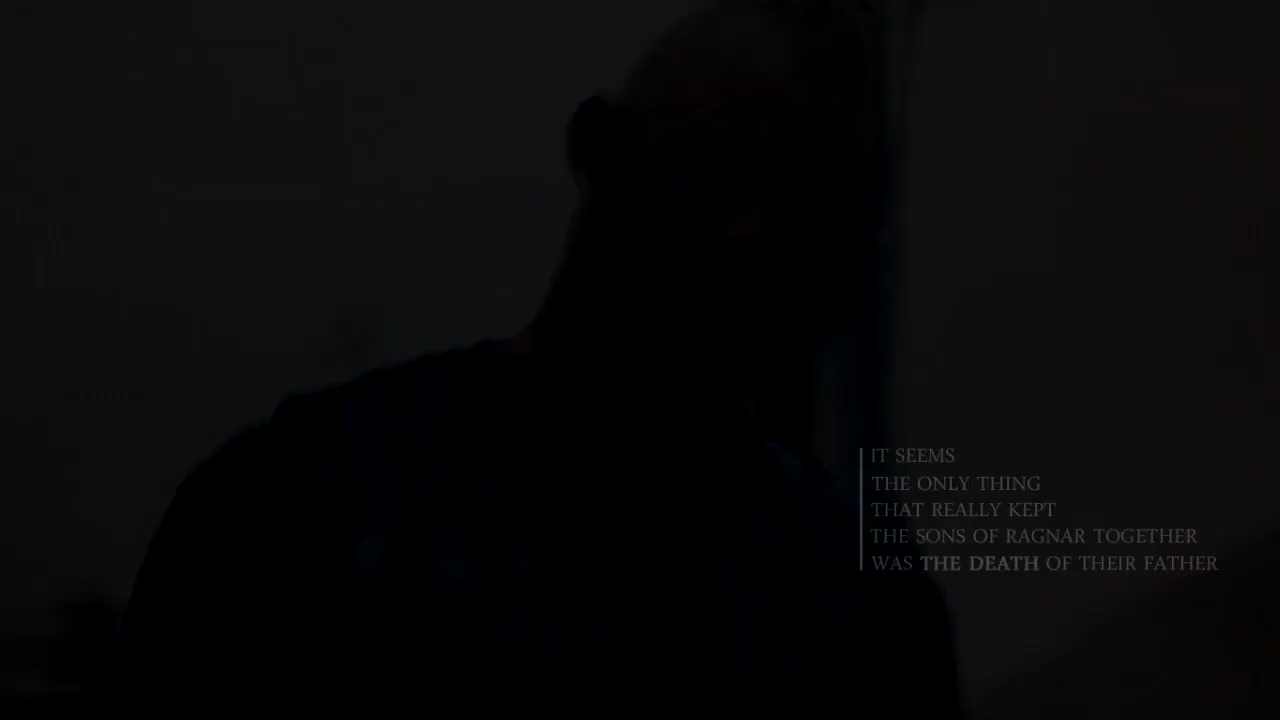 IT SEEMS
THE ONLY THING
THAT REALLY KEPT
THE SONS OF RAGNAR TOGETHER
WAS THE DEATH OF THEIR FATHER